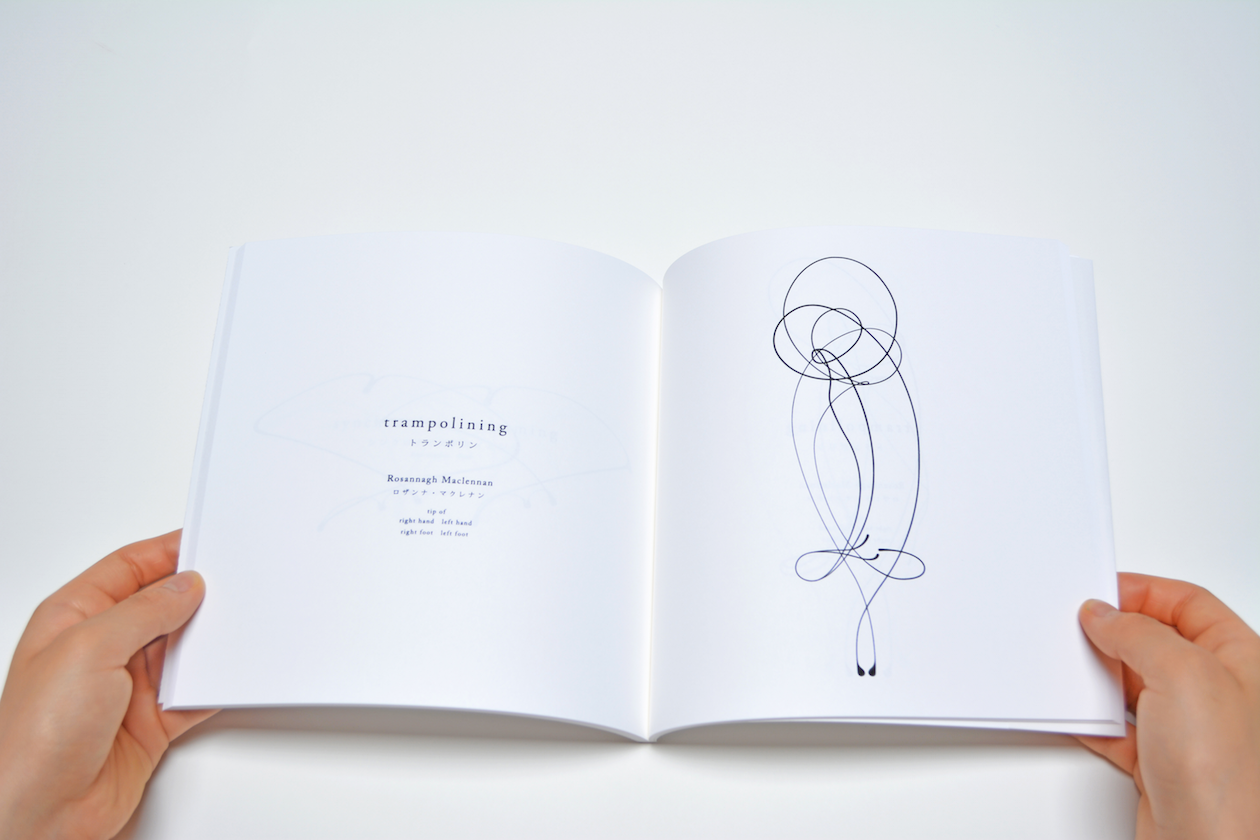 trampolining
トランポリン
Rosannagh Maclennan
ロザンナ・マクレナン
tip of
right hand left hand
right foot left foot